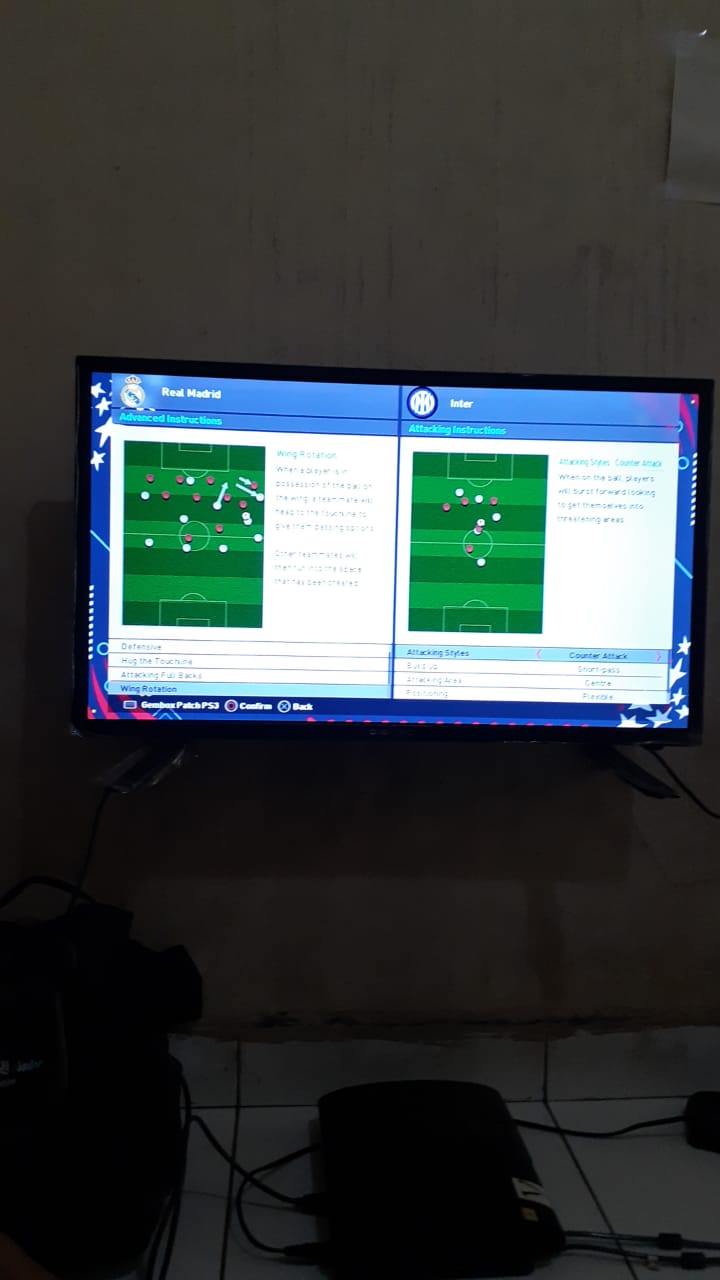 Real Madrid
Advanced Instructions
Wing Rotation
When a player is in
possession of the ball on
the wing, a teammate will
head to the touchline to
give them passing options.
Other teammates will
then run into the space
that has been created.
Defensive
Hug the Touchline
Attacking Full Backs
Wing Rotation
Gembox Patch PS3 Confirm Back
Inter
Attacking Instructions
Attacking Styles : Counter Attack
When on the ball, players
will burst forward looking
to get themselves into
threatening areas.
Attacking Styles Counter Attack
Build up Short-pass
Attacking Area Centre
Positioning Flexible